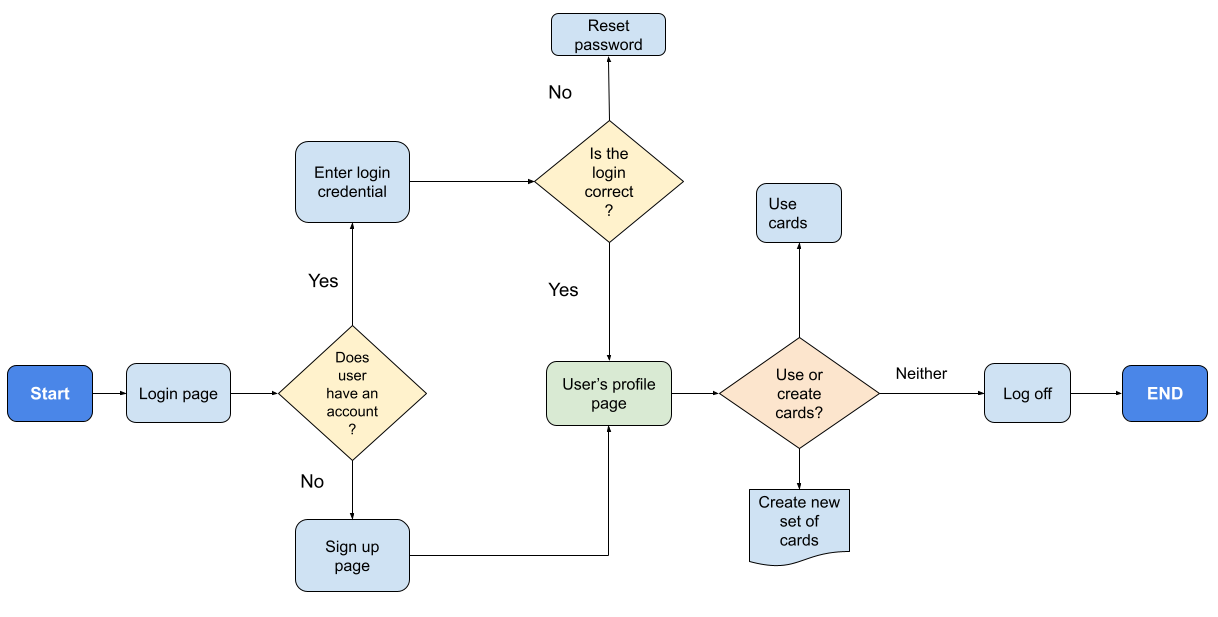 Reset
password
No
Is the
login
correct
?
Enter login
credential
Use
cards
Yes
Yes
Start
Login page
Does
user
have an
account
?
User's profile
page
Use or
create
cards?
Neither
Log off
END
No
Create new
set of
cards
Sign up
page